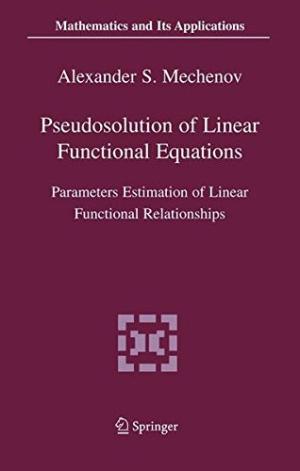 Mathematics and Its Applications
Alexander S. Mechenov
Pseudosolution of Linear
Functional Equations
Parameters Estimation of Linear
Functional Relationships
Springer